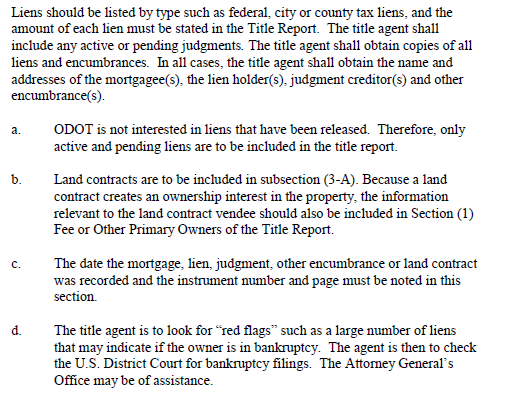 Liens should be listed by type such as federal, city or county tax liens, and the
amount of each lien must be stated in the Title Report.  The title agent shall
include any active or pending judgments. The title agent shall obtain copies of all
liens and encumbrances.  In all cases, the title agent shall obtain the name and
addresses of the mortgagee(s), the lien holder(s), judgment creditor(s) and other
encumbrance(s).
a. ODOT is not interested in liens that have been released.  Therefore, only
active and pending liens are to be included in the title report.
b. Land contracts are to be included in subsection (3-A). Because a land
contract creates an ownership interest in the property, the information
relevant to the land contract vendee should also be included in Section (1)
Fee or Other Primary Owners of the Title Report.
c. The date the mortgage, lien, judgment, other encumbrance or land contract
was recorded and the instrument number and page must be noted in this
section.
d. The title agent is to look for “red flags” such as a large number of liens
that may indicate if the owner is in bankruptcy.  The agent is then to check
the U.S. District Court for bankruptcy filings.  The Attorney General’s
Office may be of assistance.